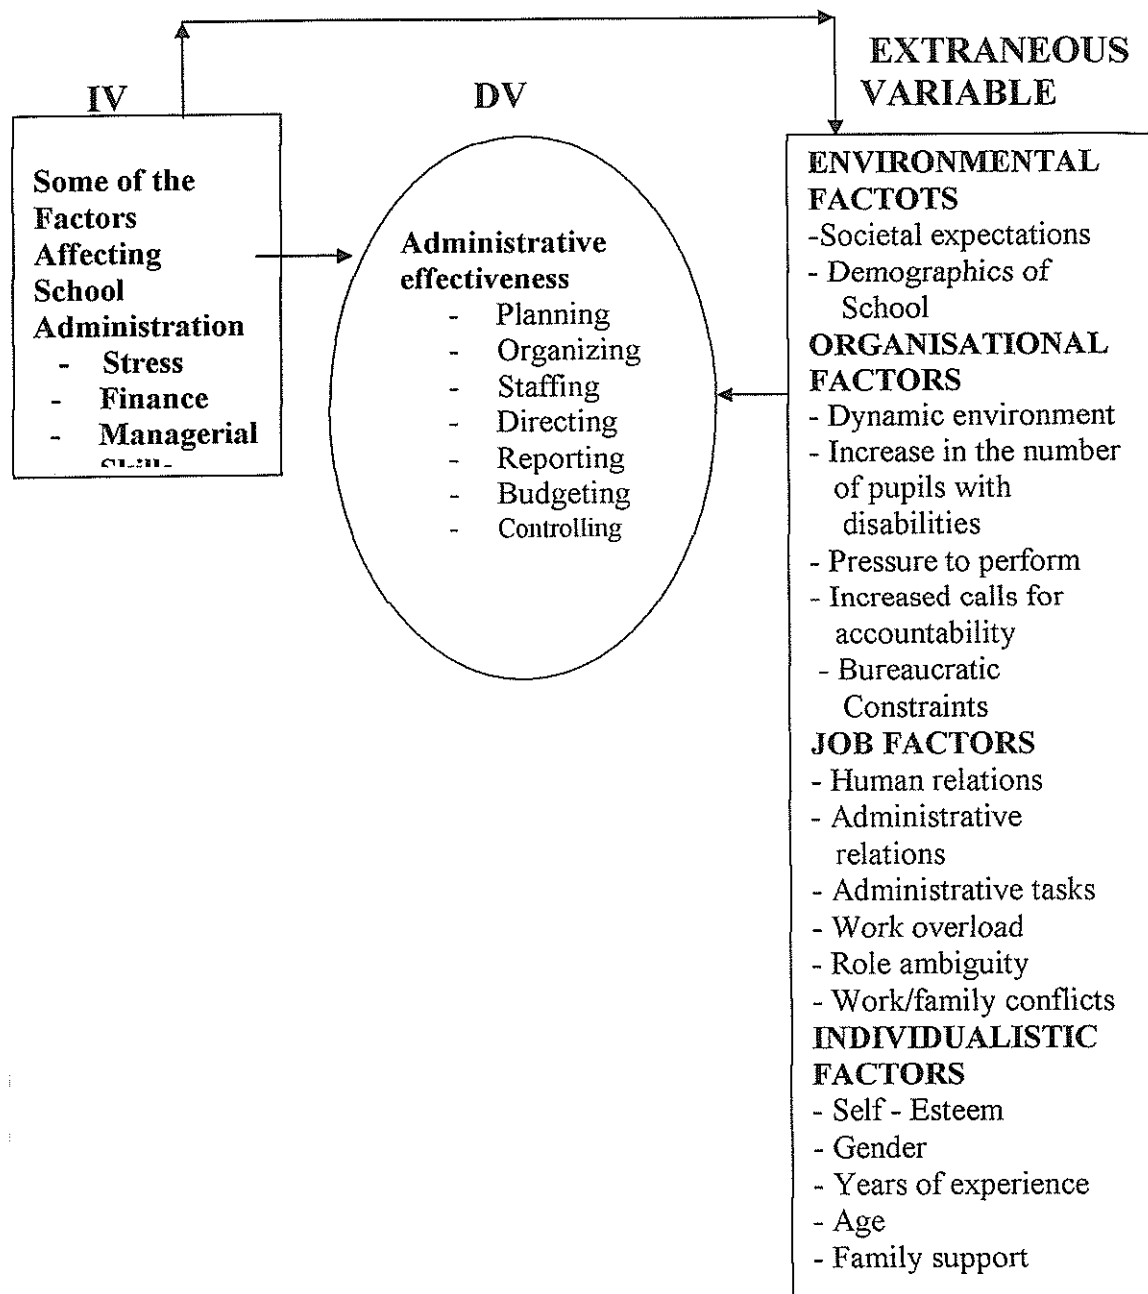 EXTRANEOUS
VARIABLE
IV
DV
Some of the
Factors
Affecting
School
Administration
- Stress
- Finance
- Managerial
Administrative
effectiveness
- Planning
- Organizing
- Staffing
- Directing
- Reporting
- Budgeting
- Controlling
ENVIRONMENTAL
FACTOTS
-Societal expectations
- Demographics of
School
ORGANISATIONAL
FACTORS
- Dynamic environment
- Increase in the number
of pupils with
disabilities
- Pressure to perform
- Increased calls for
accountability
- Bureaucratic
Constraints
JOB FACTORS
- Human relations
- Administrative
relations
- Administrative tasks
- Work overload
- Role ambiguity
- Work/family conflicts
INDIVIDUALISTIC
FACTORS
- Self - Esteem
- Gender
- Years of experience
- Age
- Family support